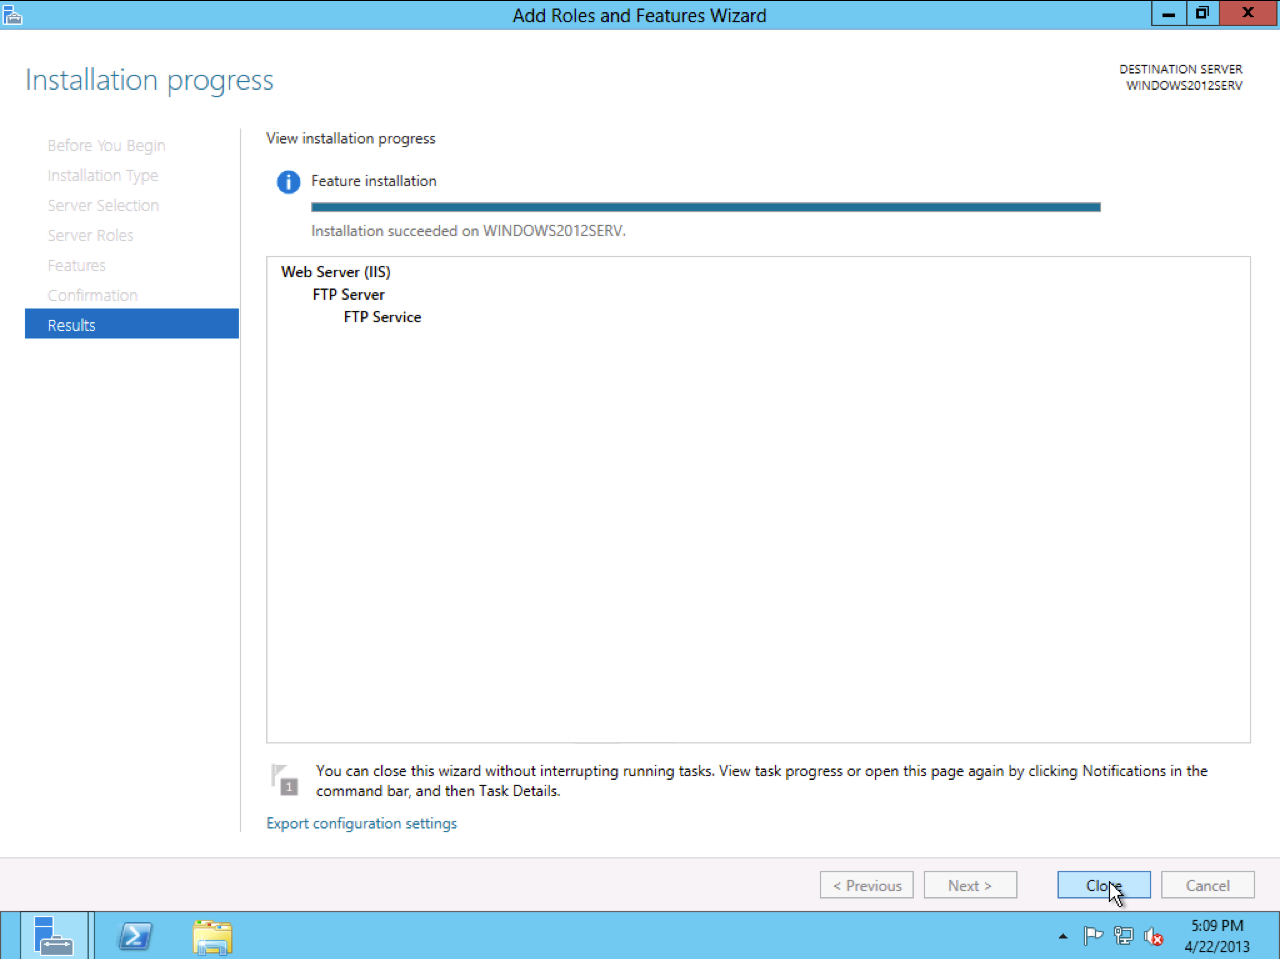 Add Roles and Features Wizard
X
Installation progress
DESTINATION SERVER
WINDOWS2012SERV
Before You Begin
Installation Type
Server Selection
Server Roles
Features
Confirmation
Results
View installation progress
Feature installation
Installation succeeded on WINDOWS2012SERV.
Web Server (IIS)
FTP Server
FTP Service
1
You can close this wizard without interrupting running tasks. View task progress or open this page again by clicking Notifications in the
command bar, and then Task Details.
Export configuration settings
< Previous
Next >
Close
Cancel
5:09 PM
4/22/2013